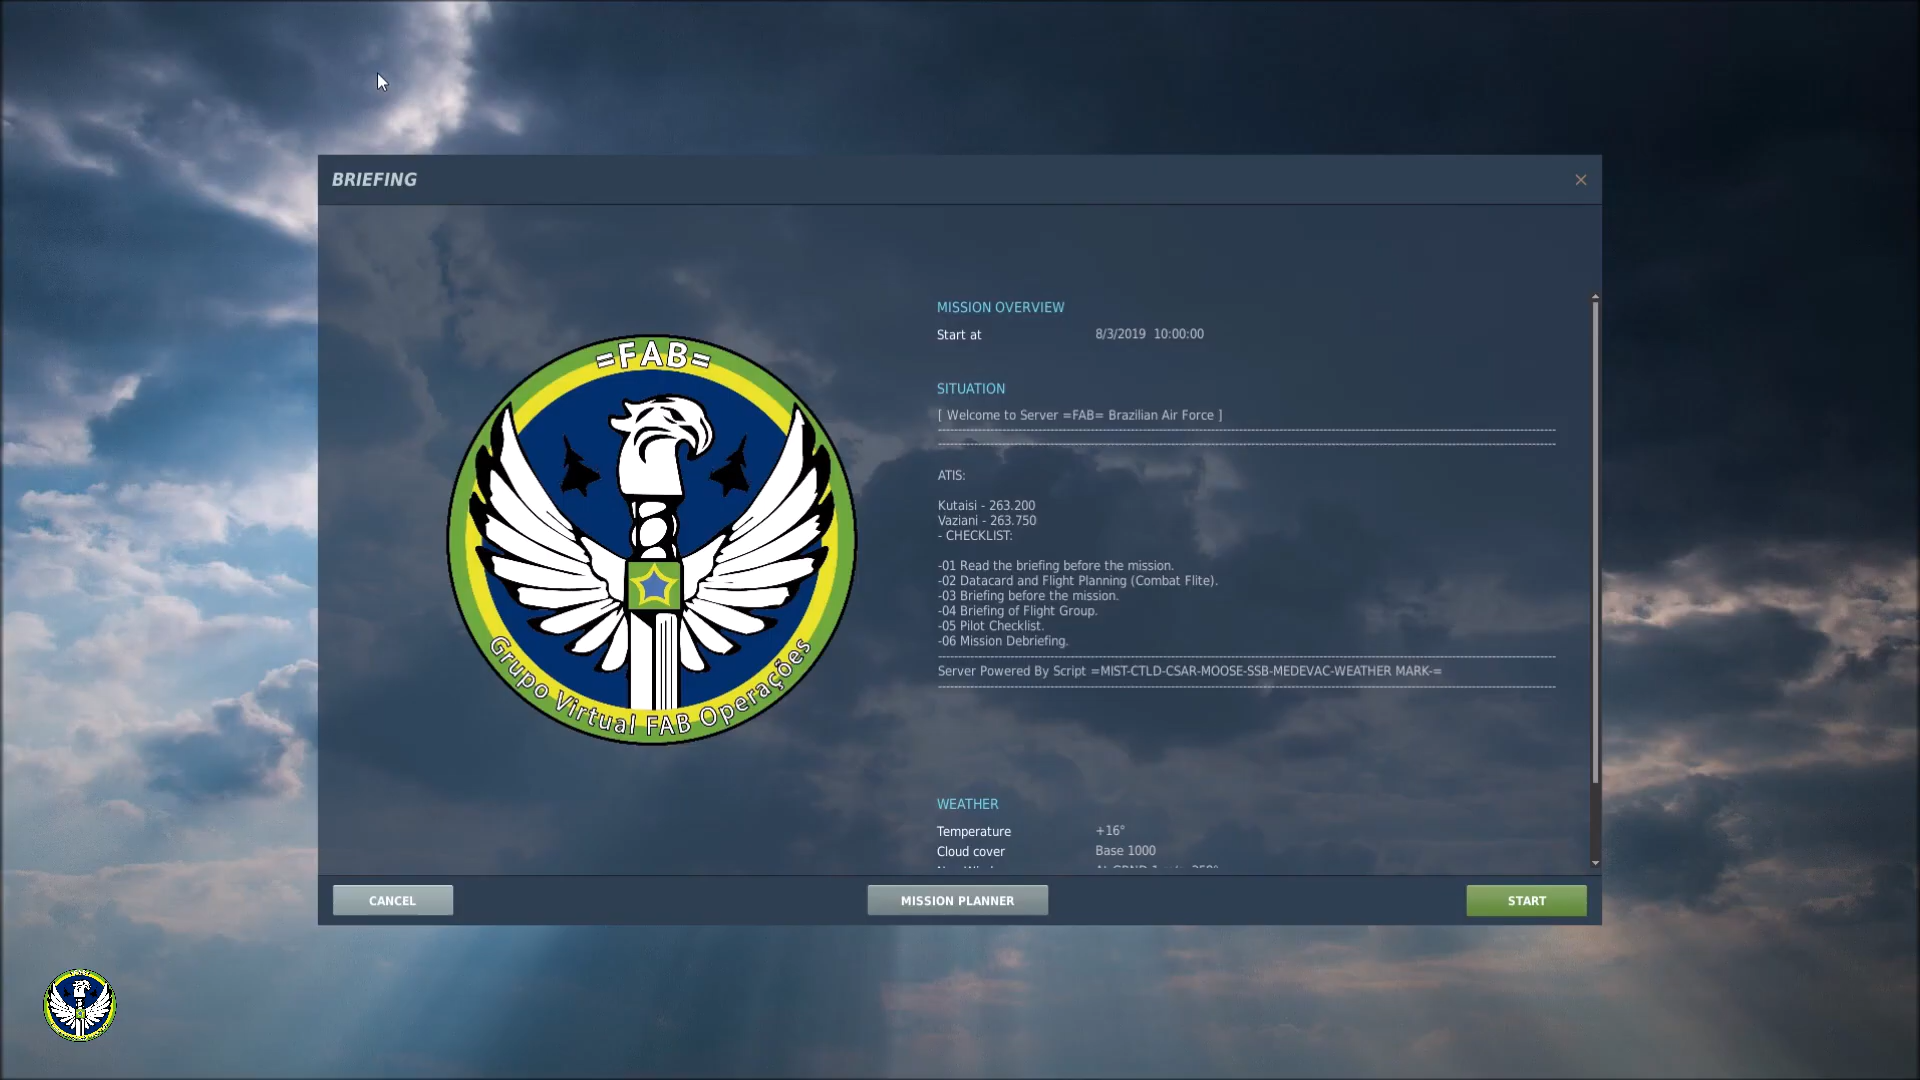 BRIEFING
=FAB=
Grupo Virtual FAB Operações
MISSION OVERVIEW
Start at 8/3/2019 10:00:00
SITUATION
[ Welcome to Server =FAB= Brazilian Air Force ]
ATIS:
Kutaisi - 263.200
Vaziani - 263.750
- CHECKLIST:
-01 Read the briefing before the mission.
-02 Datacard and Flight Planning (Combat Flite).
-03 Briefing before the mission.
-04 Briefing of Flight Group.
-05 Pilot Checklist.
-06 Mission Debriefing.
Server Powered By Script =MIST-CTLD-CSAR-MOOSE-SSB-MEDEVAC-WEATHER MARK-=
WEATHER
Temperature +16°
Cloud cover Base 1000
CANCEL
MISSION PLANNER
START